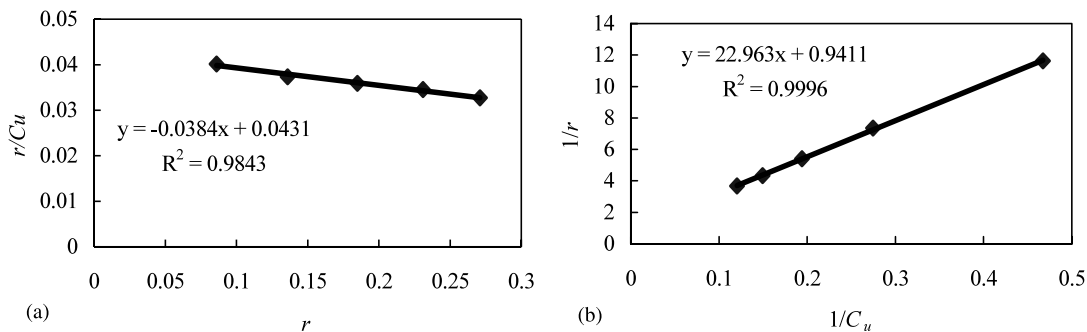 0.05
0.04
0.03
0.02
0.01
0
r/Cu
y = -0.0384x + 0.0431
R² = 0.9843
0 0.05 0.1 0.15 0.2 0.25 0.3
(a)
r
14
12
10
8
6
4
2
0
1/r
y = 22.963x + 0.9411
R² = 0.9996
0 0.1 0.2 0.3 0.4 0.5
(b)
1/Cu